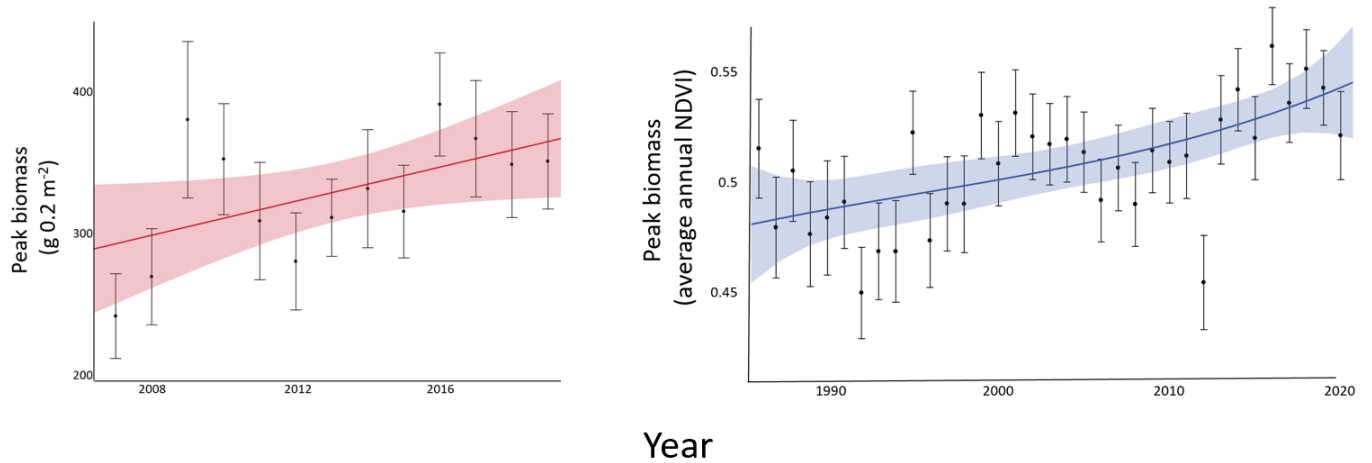 Peak biomass
(g 0.2 m⁻²)
400
300
200
2008
2012
2016
Peak biomass
(average annual NDVI)
0.55
0.5
0.45
1990
2000
2010
2020
Year